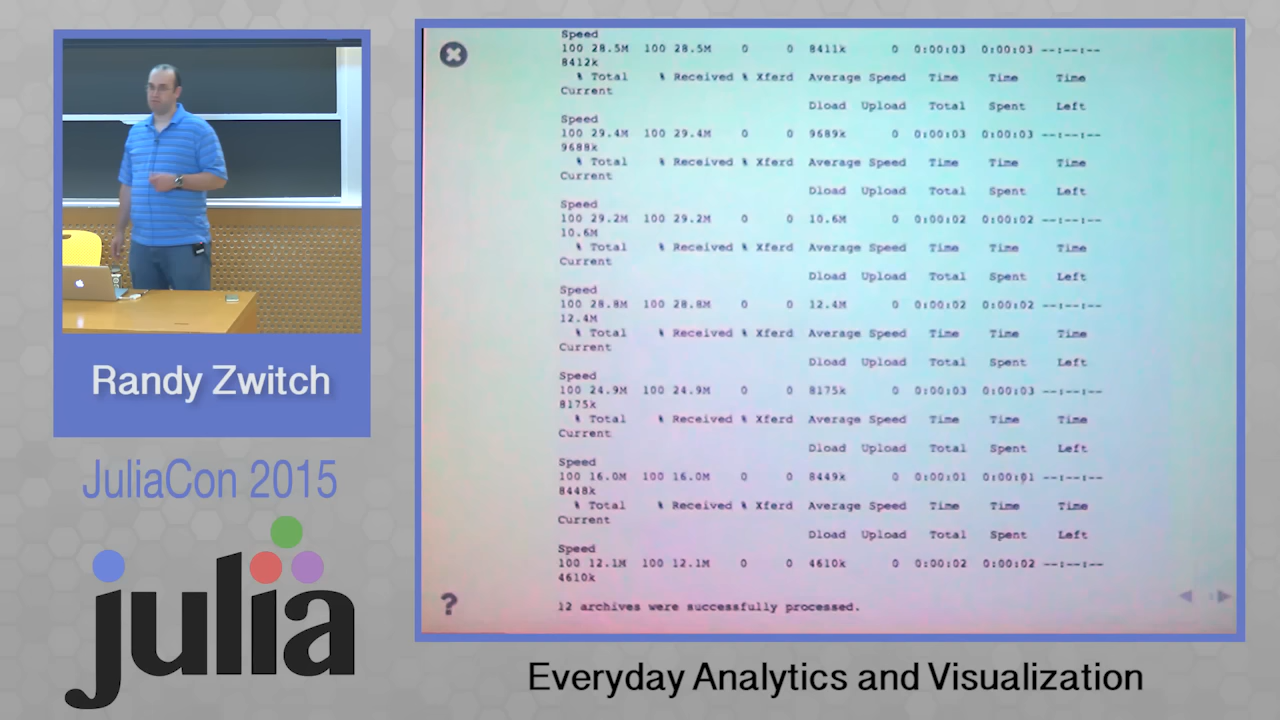 Randy Zwitch
JuliaCon 2015
julia
Speed
100 28.5M 100 28.5M 0 0 8411k 0 0:00:03 0:00:03 --:--:--
8412k
% Total % Received % Xferd Average Speed Time Time Time
Current
Dload Upload Total Spent Left
Speed
100 29.4M 100 29.4M 0 0 9689k 0 0:00:03 0:00:03 --:--:--
9688k
% Total % Received % Xferd Average Speed Time Time Time
Current
Dload Upload Total Spent Left
Speed
100 29.2M 100 29.2M 0 0 10.6M 0 0:00:02 0:00:02 --:--:--
10.6M
% Total % Received % Xferd Average Speed Time Time Time
Current
Dload Upload Total Spent Left
Speed
100 28.8M 100 28.8M 0 0 12.4M 0 0:00:02 0:00:02 --:--:--
12.4M
% Total % Received % Xferd Average Speed Time Time Time
Current
Dload Upload Total Spent Left
Speed
100 24.9M 100 24.9M 0 0 8175k 0 0:00:03 0:00:03 --:--:--
8175k
% Total % Received % Xferd Average Speed Time Time Time
Current
Dload Upload Total Spent Left
Speed
100 16.0M 100 16.0M 0 0 8449k 0 0:00:01 0:00:01 --:--:--
8448k
% Total % Received % Xferd Average Speed Time Time Time
Current
Dload Upload Total Spent Left
Speed
100 12.1M 100 12.1M 0 0 4610k 0 0:00:02 0:00:02 --:--:--
4610k
12 archives were successfully processed.
?
Everyday Analytics and Visualization